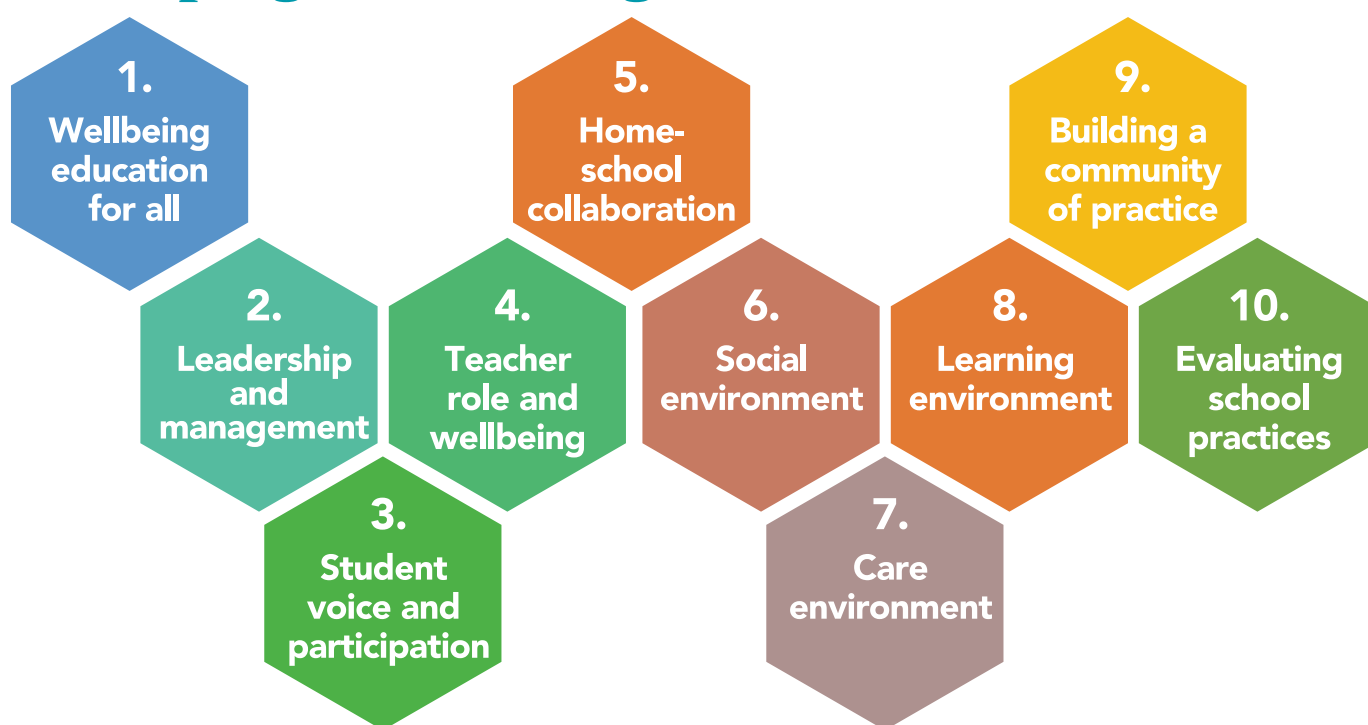 1.
Wellbeing
education
for all
2.
Leadership
and
management
3.
Student
voice and
participation
4.
Teacher
role and
wellbeing
5.
Home-
school
collaboration
6.
Social
environment
7.
Care
environment
8.
Learning
environment
9.
Building a
community
of practice
10.
Evaluating
school
practices